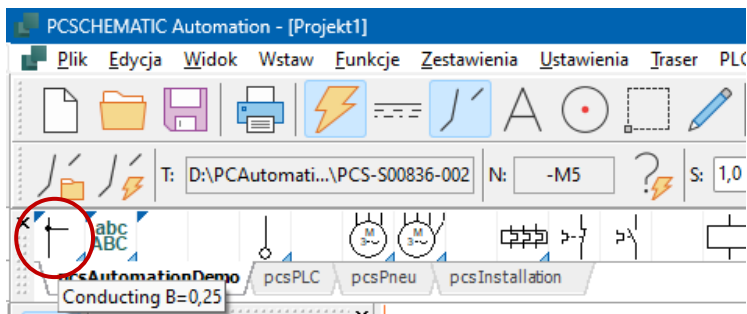 PCSCHEMATIC Automation - [Projekt1]
Plik Edycja Widok Wstaw Funkcje Zestawienia Ustawienia Traser PLC
T: D:\PCAutomati...\PCS-S00836-002 N: -M5 S: 1,0
abc
ABC
M
3~
M
3~
pcsAutomationDemo pcsPLC pcsPneu pcsInstallation
Conducting B=0,25